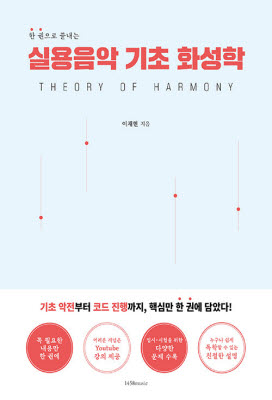 한 권으로 끝내는
실용음악 기초 화성학
THEORY OF HARMONY
이재현 지음
기초 악전부터 코드 진행까지, 핵심만 한 권에 담았다!
꼭 필요한
내용만
한 권에
어려운 개념은
Youtube
강의 제공
입시·시험을 위한
다양한
문제 수록
누구나 쉽게
독학할 수 있는
친절한 설명
1458music